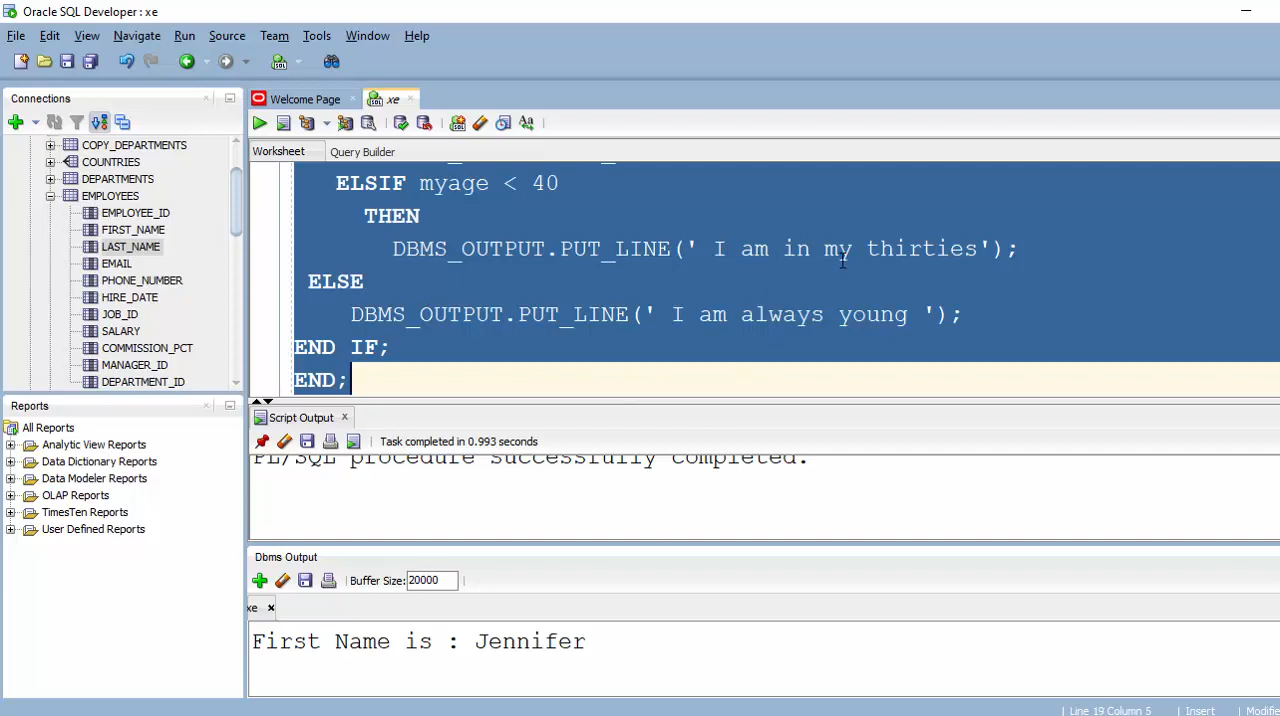 Oracle SQL Developer : xe
File Edit View Navigate Run Source Team Tools Window Help
Connections
Welcome Page
xe
Worksheet
Query Builder
COPY_DEPARTMENTS
COUNTRIES
DEPARTMENTS
EMPLOYEES
EMPLOYEE_ID
FIRST_NAME
LAST_NAME
EMAIL
PHONE_NUMBER
HIRE_DATE
JOB_ID
SALARY
COMMISSION_PCT
MANAGER_ID
DEPARTMENT_ID
ELSIF myage < 40
THEN
DBMS_OUTPUT.PUT_LINE(' I am in my thirties');
ELSE
DBMS_OUTPUT.PUT_LINE(' I am always young ');
END IF;
END;
Reports
All Reports
Analytic View Reports
Data Dictionary Reports
Data Modeler Reports
OLAP Reports
TimesTen Reports
User Defined Reports
Script Output
Task completed in 0.993 seconds
PL/SQL procedure successfully completed.
Dbms Output
Buffer Size: 20000
xe
First Name is : Jennifer
Line 19 Column 5
Insert
Modifie